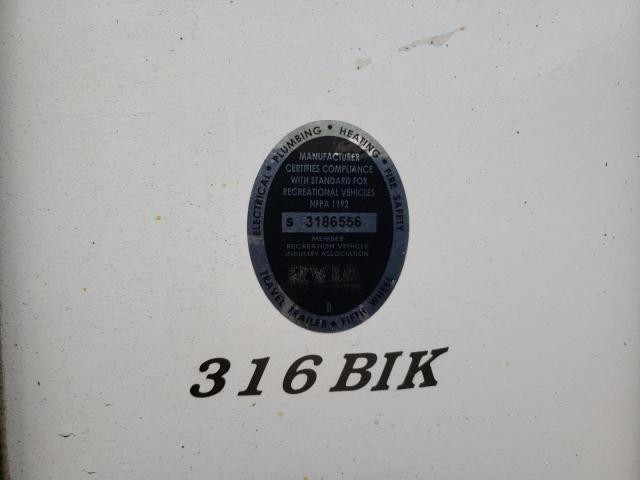 ELECTRICAL • PLUMBING • HEATING • FIRE SAFETY
MANUFACTURER
CERTIFIES COMPLIANCE
WITH STANDARD FOR
RECREATIONAL VEHICLES
NFPA 1192
S 3186556
MEMBER
RECREATION VEHICLE
INDUSTRY ASSOCIATION
RVIA
D
TRAVEL TRAILER • FIFTH WHEEL
316 BIK